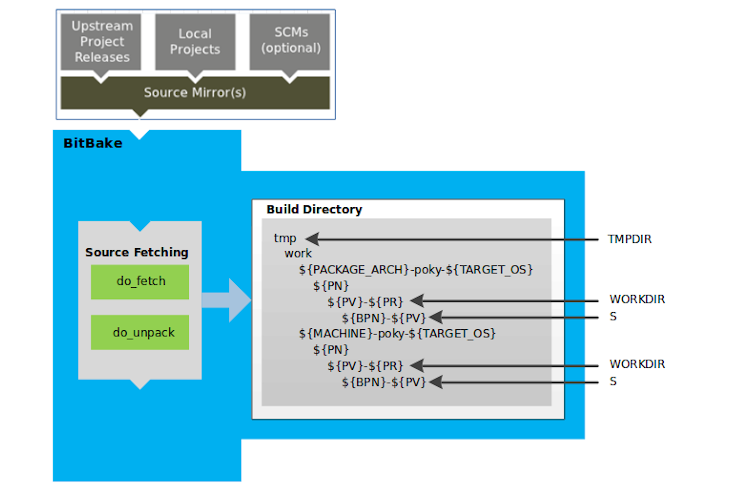 Upstream
Project
Releases
Local
Projects
SCMs
(optional)
Source Mirror(s)
BitBake
Source Fetching
do_fetch
do_unpack
Build Directory
tmp
work
${PACKAGE_ARCH}-poky-${TARGET_OS}
${PN}
${PV}-${PR}
${BPN}-${PV}
${MACHINE}-poky-${TARGET_OS}
${PN}
${PV}-${PR}
${BPN}-${PV}
TMPDIR
WORKDIR
S
WORKDIR
S